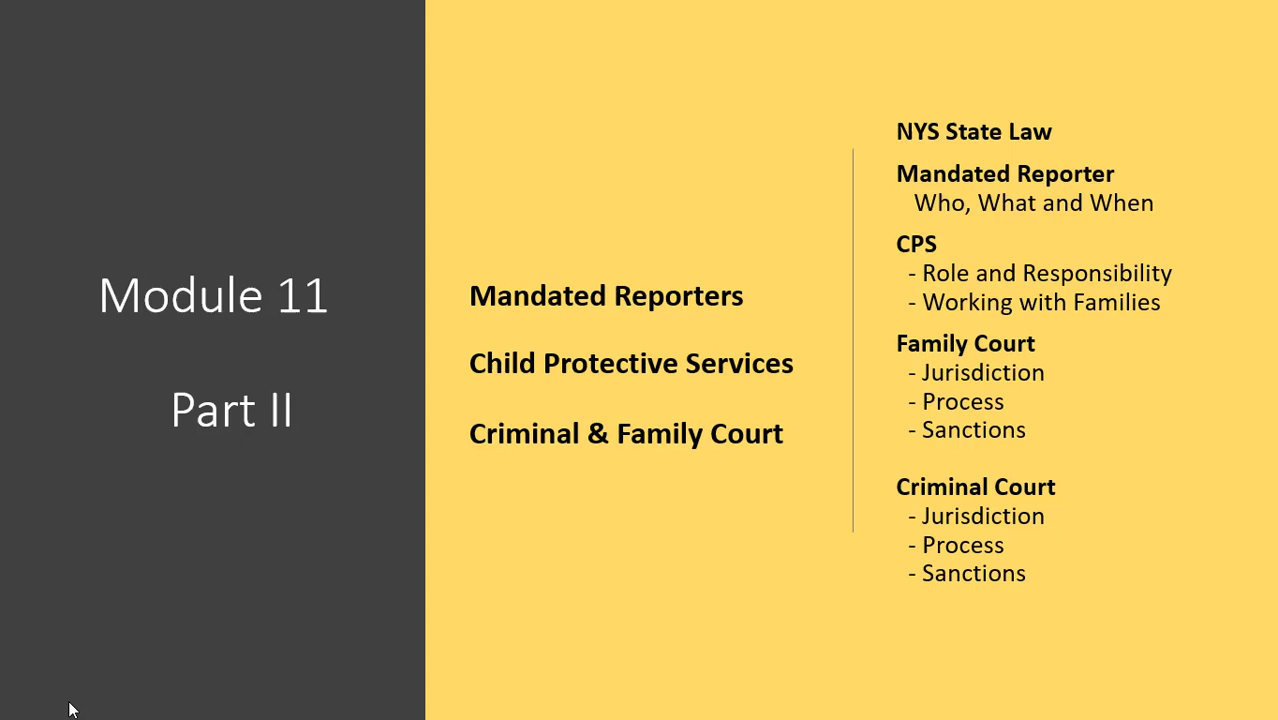 Module 11
Part II
Mandated Reporters
Child Protective Services
Criminal & Family Court
NYS State Law
Mandated Reporter
Who, What and When
CPS
- Role and Responsibility
- Working with Families
Family Court
- Jurisdiction
- Process
- Sanctions
Criminal Court
- Jurisdiction
- Process
- Sanctions